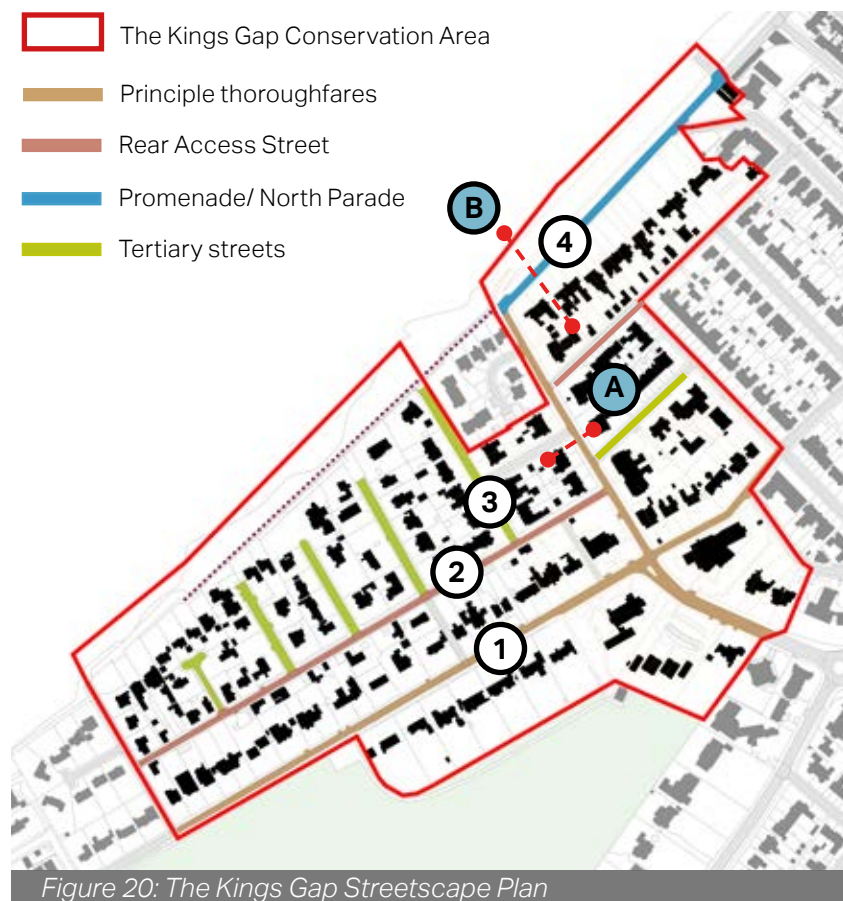 The Kings Gap Conservation Area
Principle thoroughfares
Rear Access Street
Promenade/ North Parade
Tertiary streets
B
4
A
3
2
1
Figure 20: The Kings Gap Streetscape Plan